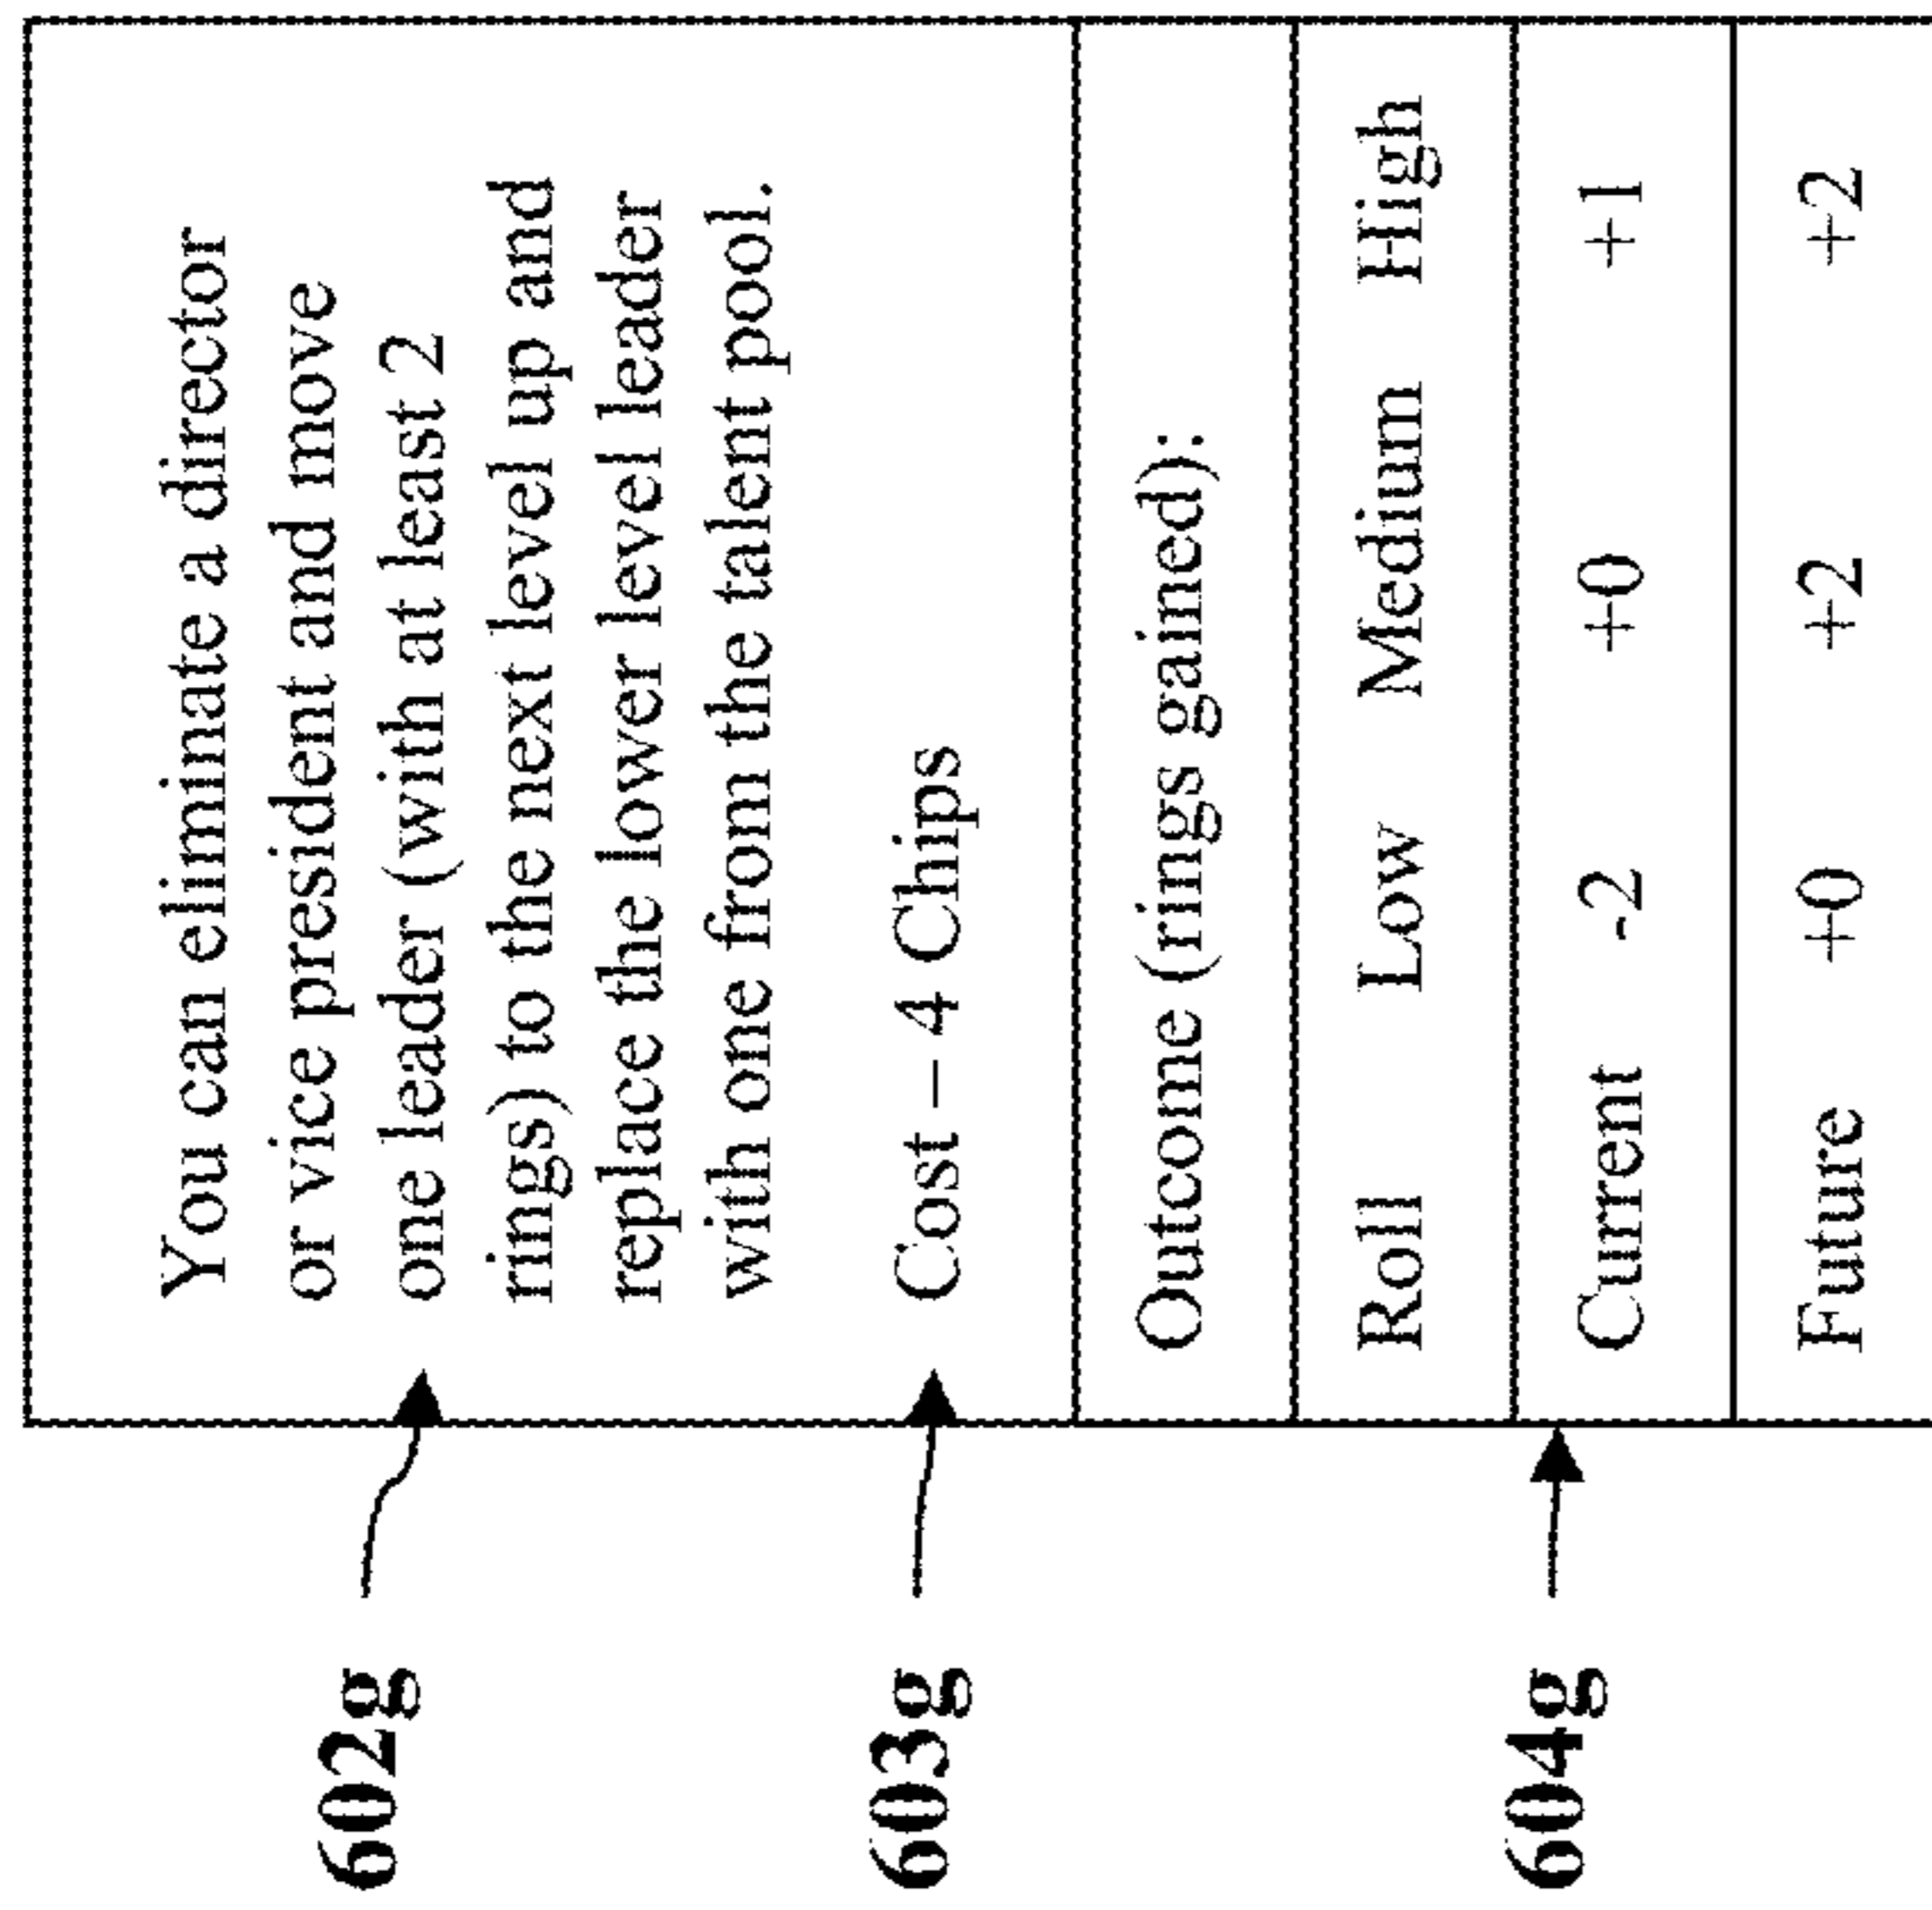 You can eliminate a director
or vice president and move
602g
one leader (with at least 2
rings) to the next level up and
replace the lower level leader
with one from the talent pool.
603g
Cost – 4 Chips
Outcome (rings gained):
Roll Low Medium High
604g
Current -2 +0 +1
Future +0 +2 +2